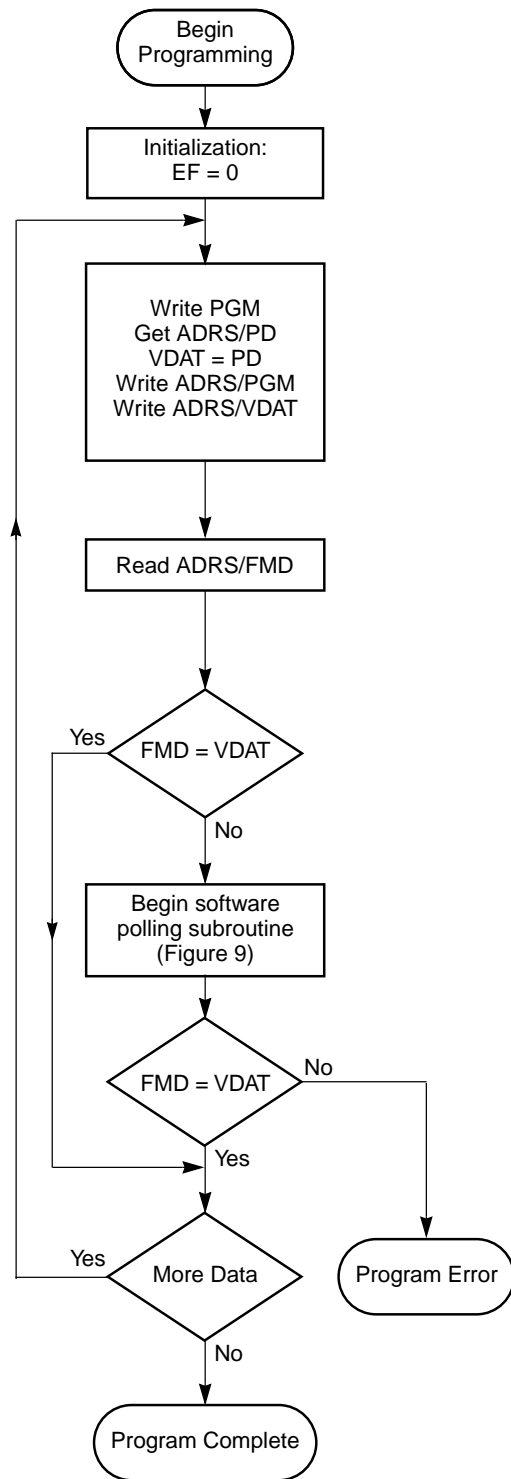 Begin
Programming
Initialization:
EF = 0
Write PGM
Get ADRS/PD
VDAT = PD
Write ADRS/PGM
Write ADRS/VDAT
Read ADRS/FMD
Yes
FMD = VDAT
No
Begin software
polling subroutine
(Figure 9)
FMD = VDAT
No
Yes
Yes
More Data
Program Error
No
Program Complete